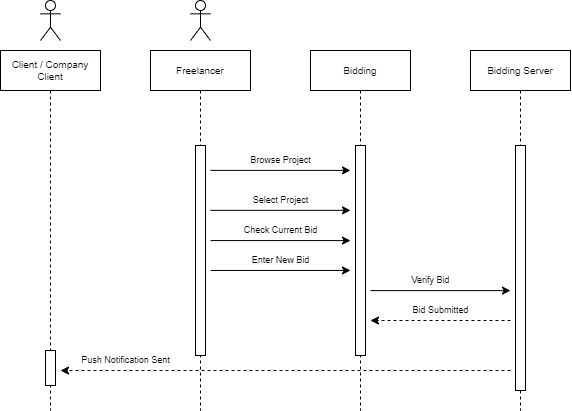 Client / Company
Client
Freelancer
Bidding
Bidding Server
Browse Project
Select Project
Check Current Bid
Enter New Bid
Verify Bid
Bid Submitted
Push Notification Sent